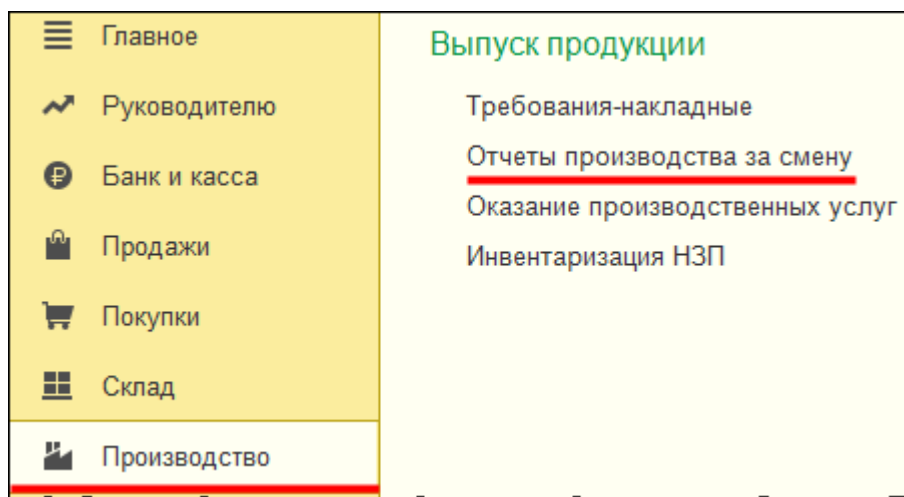 Главное
Руководителю
Банк и касса
Продажи
Покупки
Склад
Производство
Выпуск продукции
Требования-накладные
Отчеты производства за смену
Оказание производственных услуг
Инвентаризация НЗП